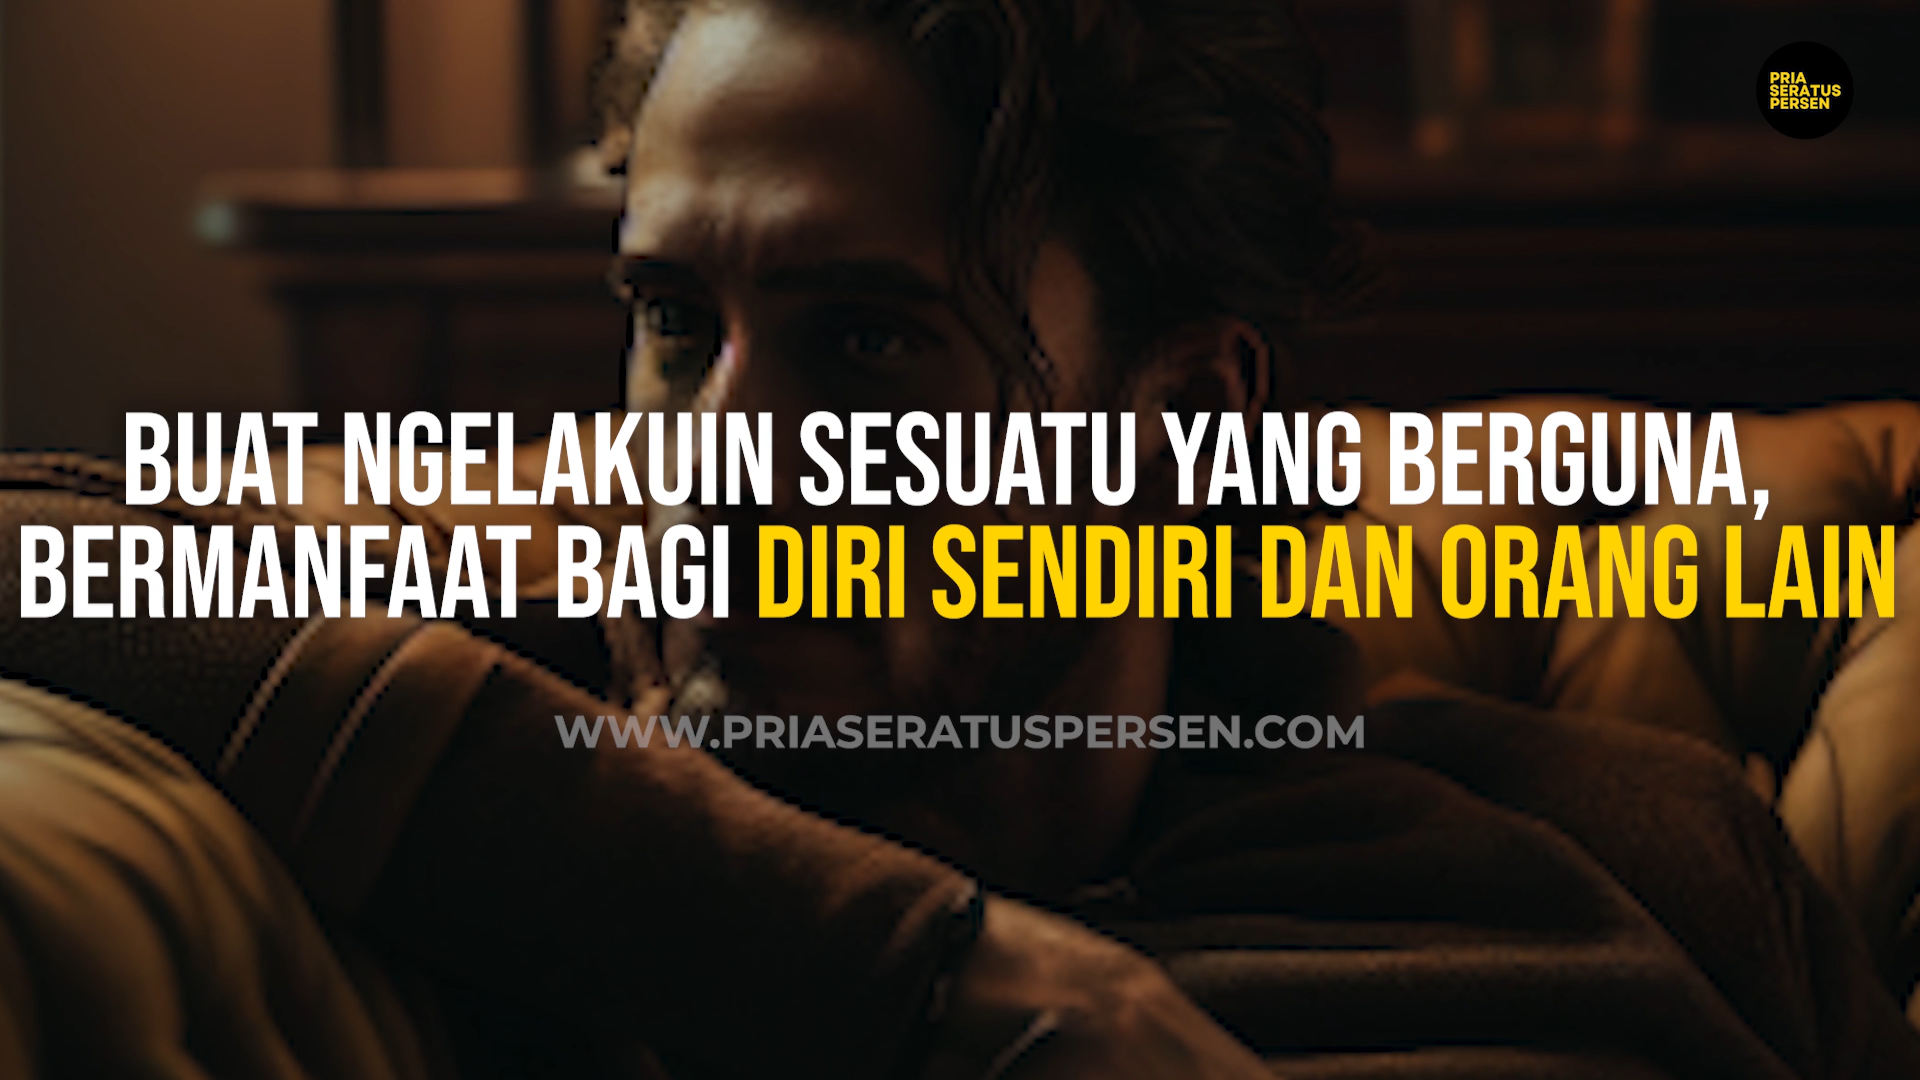 PRIA
SERATUS
PERSEN
BUAT NGELAKUIN SESUATU YANG BERGUNA,
BERMANFAAT BAGI DIRI SENDIRI DAN ORANG LAIN
WWW.PRIASERATUSPERSEN.COM